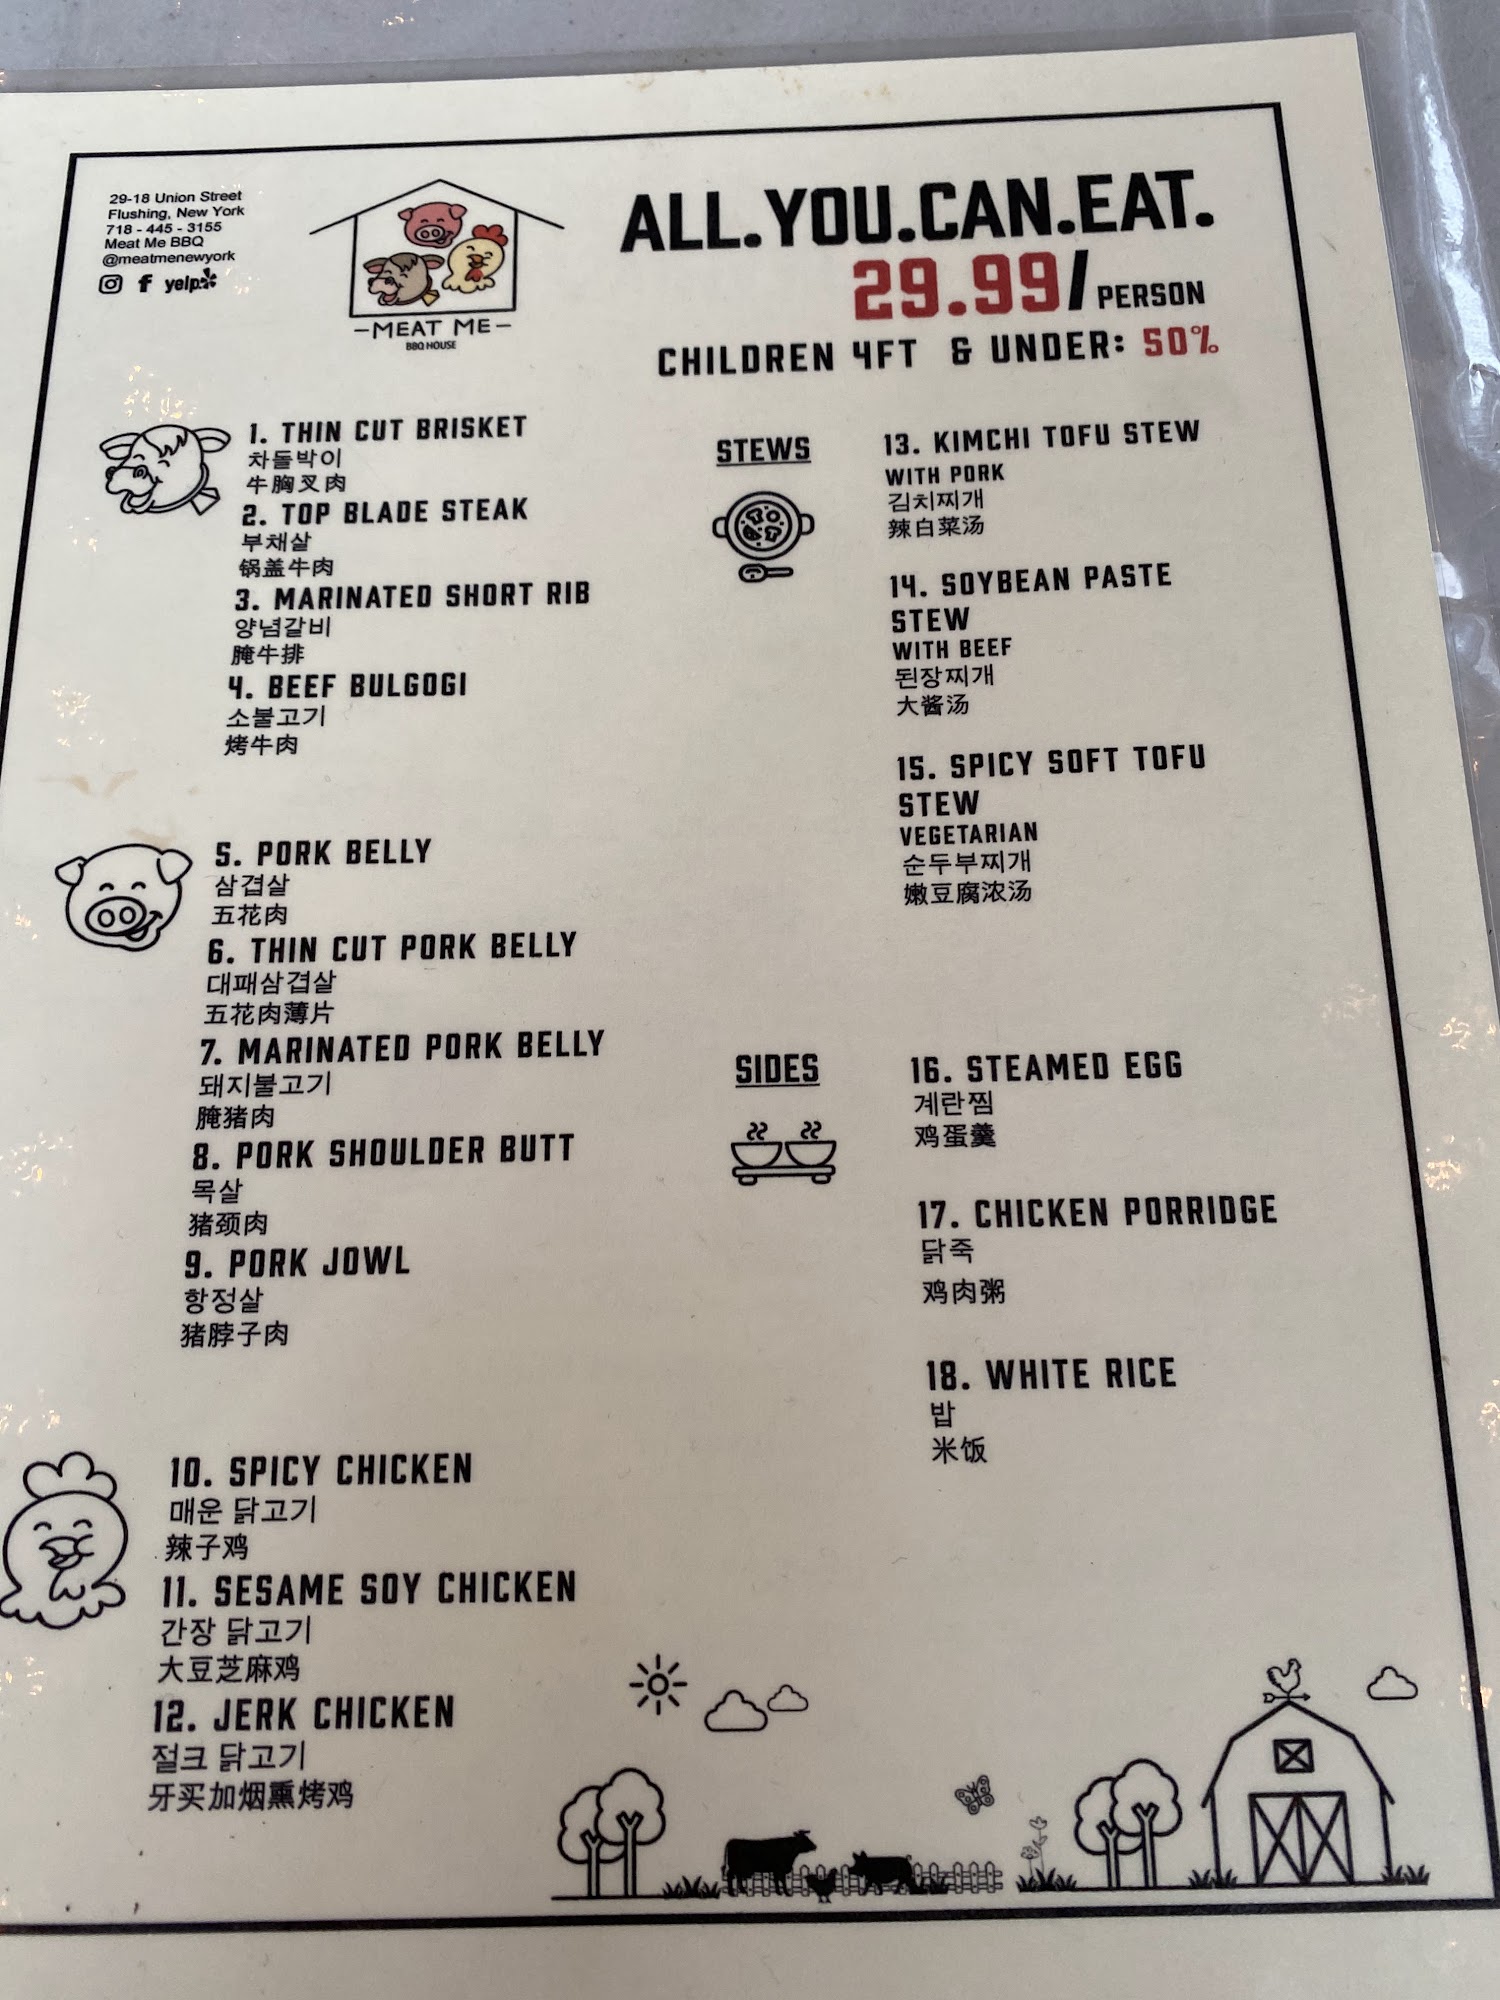 29-18 Union Street
Flushing, New York
718 - 445 - 3155
Meat Me BBQ
@meatmenewyork
f yelp
-MEAT ME-
BBQ HOUSE
ALL.YOU.CAN.EAT.
29.99/ PERSON
CHILDREN 4FT & UNDER: 50%
1. THIN CUT BRISKET
차돌박이
牛胸叉肉
2. TOP BLADE STEAK
부채살
锅盖牛肉
3. MARINATED SHORT RIB
양념갈비
腌牛排
4. BEEF BULGOGI
소불고기
烤牛肉
5. PORK BELLY
삼겹살
五花肉
6. THIN CUT PORK BELLY
대패삼겹살
五花肉薄片
7. MARINATED PORK BELLY
돼지불고기
腌猪肉
8. PORK SHOULDER BUTT
목살
猪颈肉
9. PORK JOWL
항정살
猪脖子肉
10. SPICY CHICKEN
매운 닭고기
辣子鸡
11. SESAME SOY CHICKEN
간장 닭고기
大豆芝麻鸡
12. JERK CHICKEN
절크 닭고기
牙买加烟熏烤鸡
STEWS
13. KIMCHI TOFU STEW
WITH PORK
김치찌개
辣白菜汤
14. SOYBEAN PASTE
STEW
WITH BEEF
된장찌개
大酱汤
15. SPICY SOFT TOFU
STEW
VEGETARIAN
순두부찌개
嫩豆腐浓汤
SIDES
16. STEAMED EGG
계란찜
鸡蛋羹
17. CHICKEN PORRIDGE
닭죽
鸡肉粥
18. WHITE RICE
밥
米饭